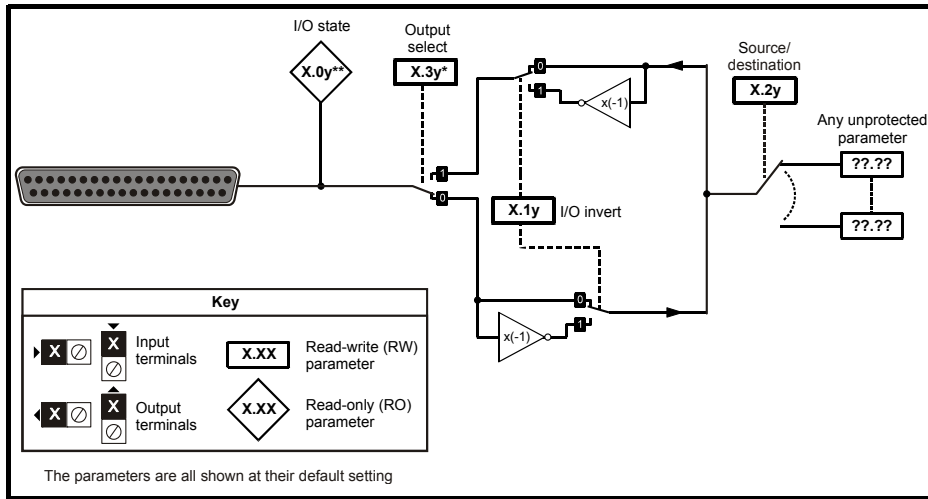 I/O state
X.0y**
Output
select
X.3y*
0
1
x(-1)
Source/
destination
X.2y
Any unprotected
parameter
??.??
??.??
1
0
X.1y
I/O invert
0
1
x(-1)
Key
X
X
Input
terminals
X.XX
Read-write (RW)
parameter
X
X
Output
terminals
X.XX
Read-only (RO)
parameter
The parameters are all shown at their default setting